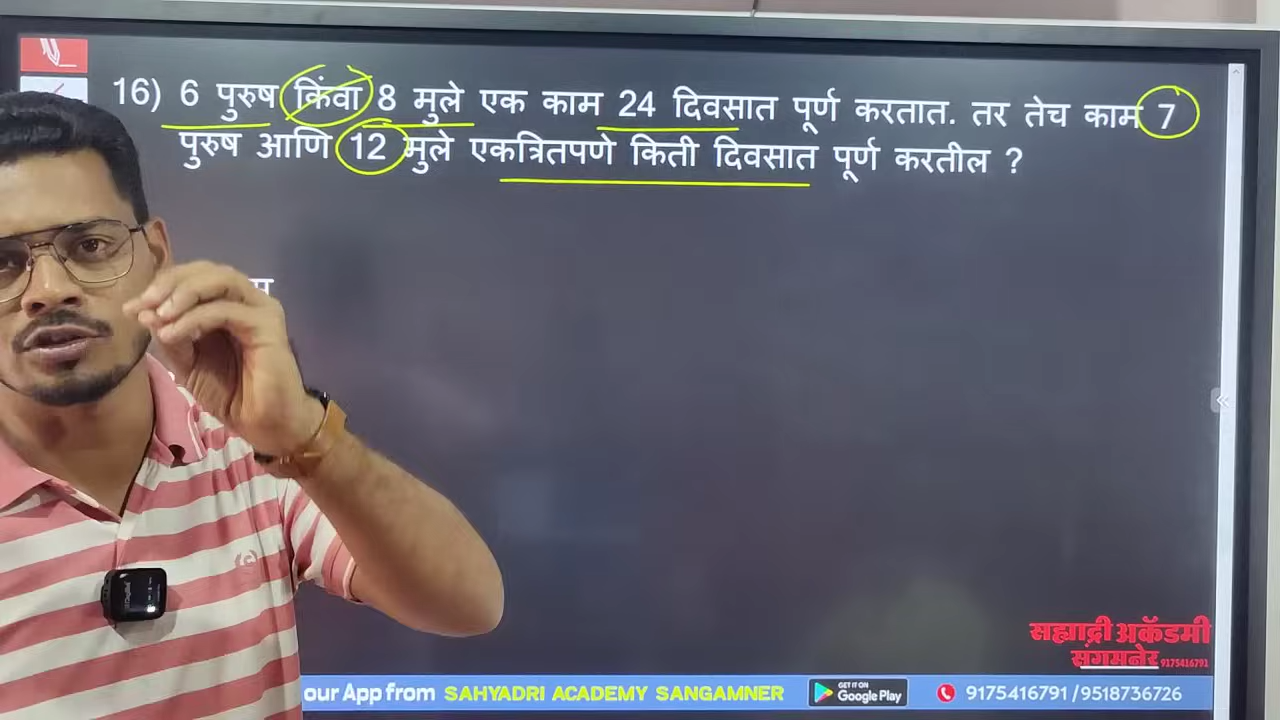 16) 6 पुरुष किंवा 8 मुले एक काम 24 दिवसात पूर्ण करतात. तर तेच काम 7
पुरुष आणि 12 मुले एकत्रितपणे किती दिवसात पूर्ण करतील ?
सह्याद्री अकॅडमी
संगमनेर 9175416791
our App from SAHYADRI ACADEMY SANGAMNER GET IT ON Google Play 9175416791 / 9518736726